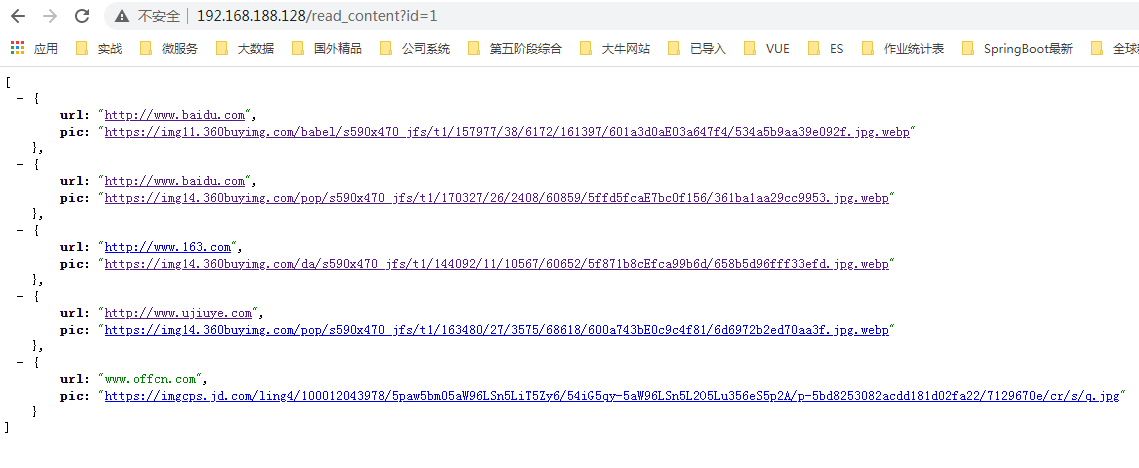 不安全 | 192.168.188.128/read_content?id=1
应用 实战 微服务 大数据 国外精品 公司系统 第五阶段综合 大牛网站 已导入 VUE ES 作业统计表 SpringBoot最新
[
- {
url: "http://www.baidu.com",
pic: "https://img11.360buyimg.com/babel/s590x470_jfs/t1/157977/38/6172/161397/601a3d0aE03a647f4/534a5b9aa39e092f.jpg.webp"
},
- {
url: "http://www.baidu.com",
pic: "https://img14.360buyimg.com/pop/s590x470_jfs/t1/170327/26/2408/60859/5ffd5fcaE7bc0f156/361ba1aa29cc9953.jpg.webp"
},
- {
url: "http://www.163.com",
pic: "https://img14.360buyimg.com/da/s590x470_jfs/t1/144092/11/10567/60652/5f871b8cEfca99b6d/658b5d96fff33efd.jpg.webp"
},
- {
url: "http://www.ujiuye.com",
pic: "https://img14.360buyimg.com/pop/s590x470_jfs/t1/163480/27/3575/68618/600a743bE0c9c4f81/6d6972b2ed70aa3f.jpg.webp"
},
- {
url: "www.offcn.com",
pic: "https://imgcps.jd.com/ling4/100012043978/5paw5bm05aW96LSn5LiT5Zy6/54iG5qy-5aW96LSn5L2O5Lu356eS5p2A/p-5bd8253082acdd181d02fa22/7129670e/cr/s/q.jpg"
}
]